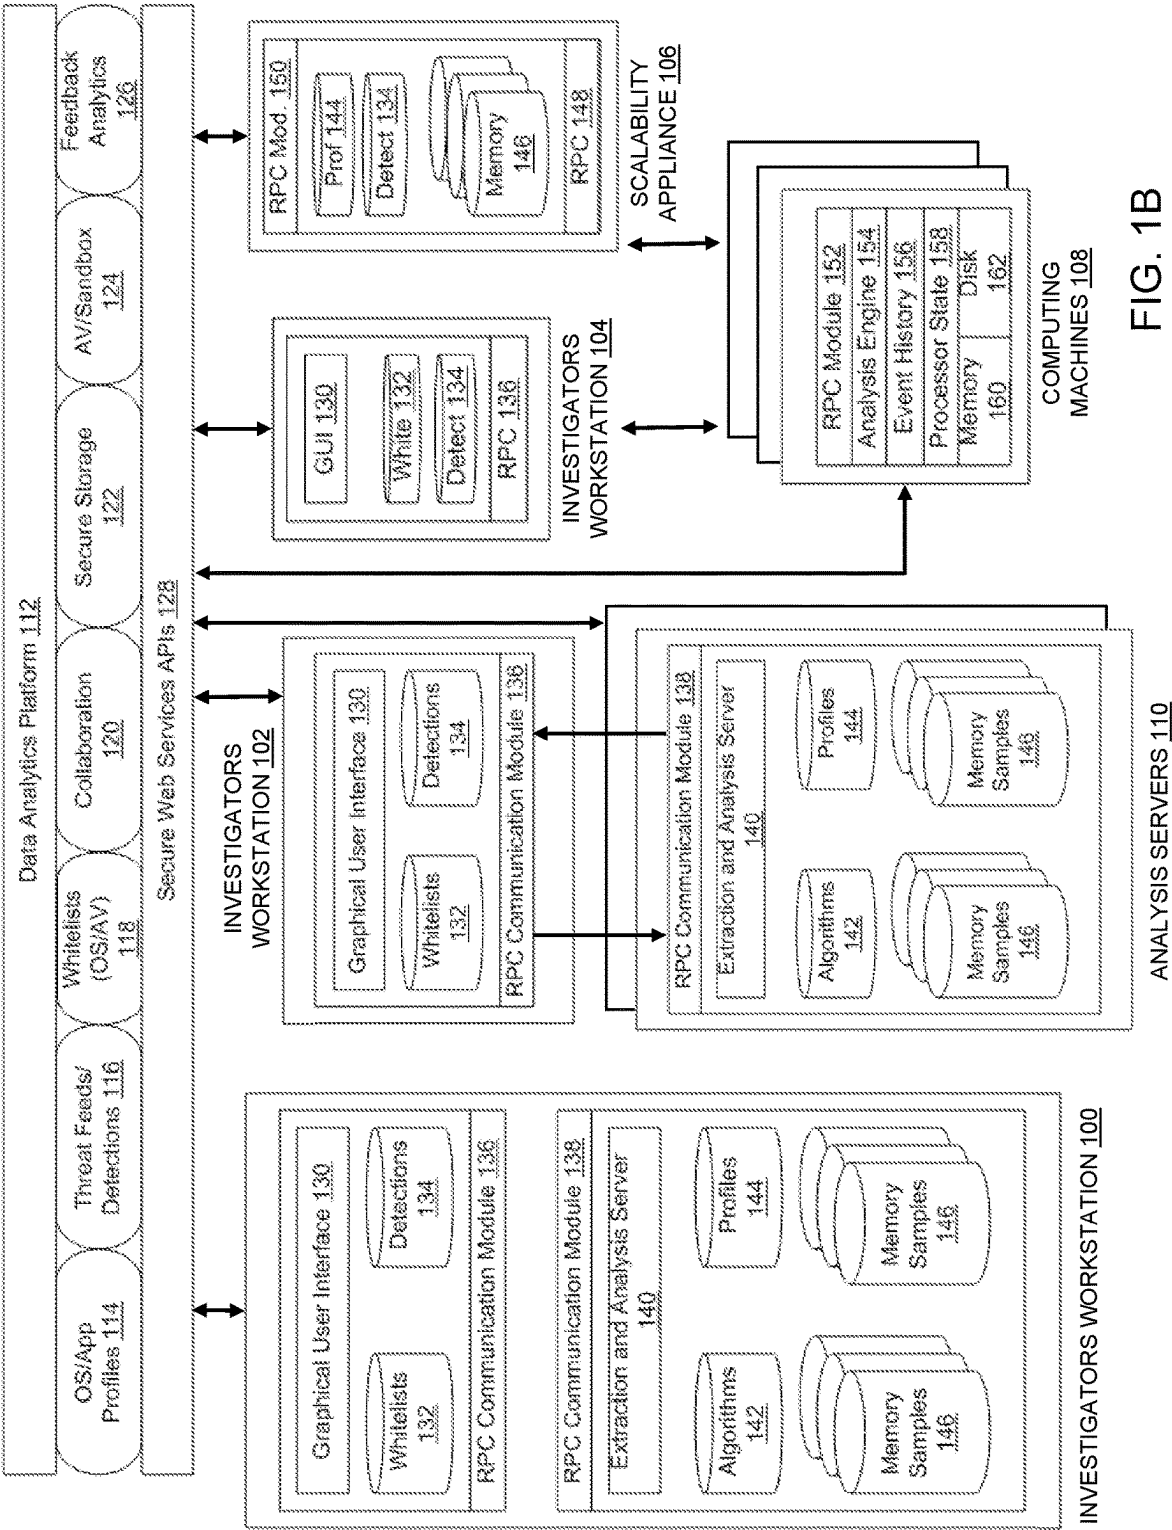 Data Analytics Platform 112
OS/App
Profiles 114
Threat Feeds/
Detections 116
Whitelists
(OS/AV)
118
Collaboration
120
Secure Storage
122
AV/Sandbox
124
Feedback
Analytics
126
Secure Web Services APIs 128
Graphical User Interface 130
Whitelists
132
Detections
134
RPC Communication Module 136
RPC Communication Module 138
Extraction and Analysis Server
140
Algorithms
142
Profiles
144
Memory
Samples
146
Memory
Samples
146
INVESTIGATORS WORKSTATION 100
INVESTIGATORS
WORKSTATION 102
Graphical User Interface 130
Whitelists
132
Detections
134
RPC Communication Module 136
RPC Communication Module 138
Extraction and Analysis Server
140
Algorithms
142
Profiles
144
Memory
Samples
146
Memory
Samples
146
ANALYSIS SERVERS 110
GUI 130
White 132
Detect 134
RPC 136
INVESTIGATORS
WORKSTATION 104
RPC Mod. 150
Prof 144
Detect 134
Memory
146
RPC 148
SCALABILITY
APPLIANCE 106
RPC Module 152
Analysis Engine 154
Event History 156
Processor State 158
Memory
160
Disk
162
COMPUTING
MACHINES 108
FIG. 1B